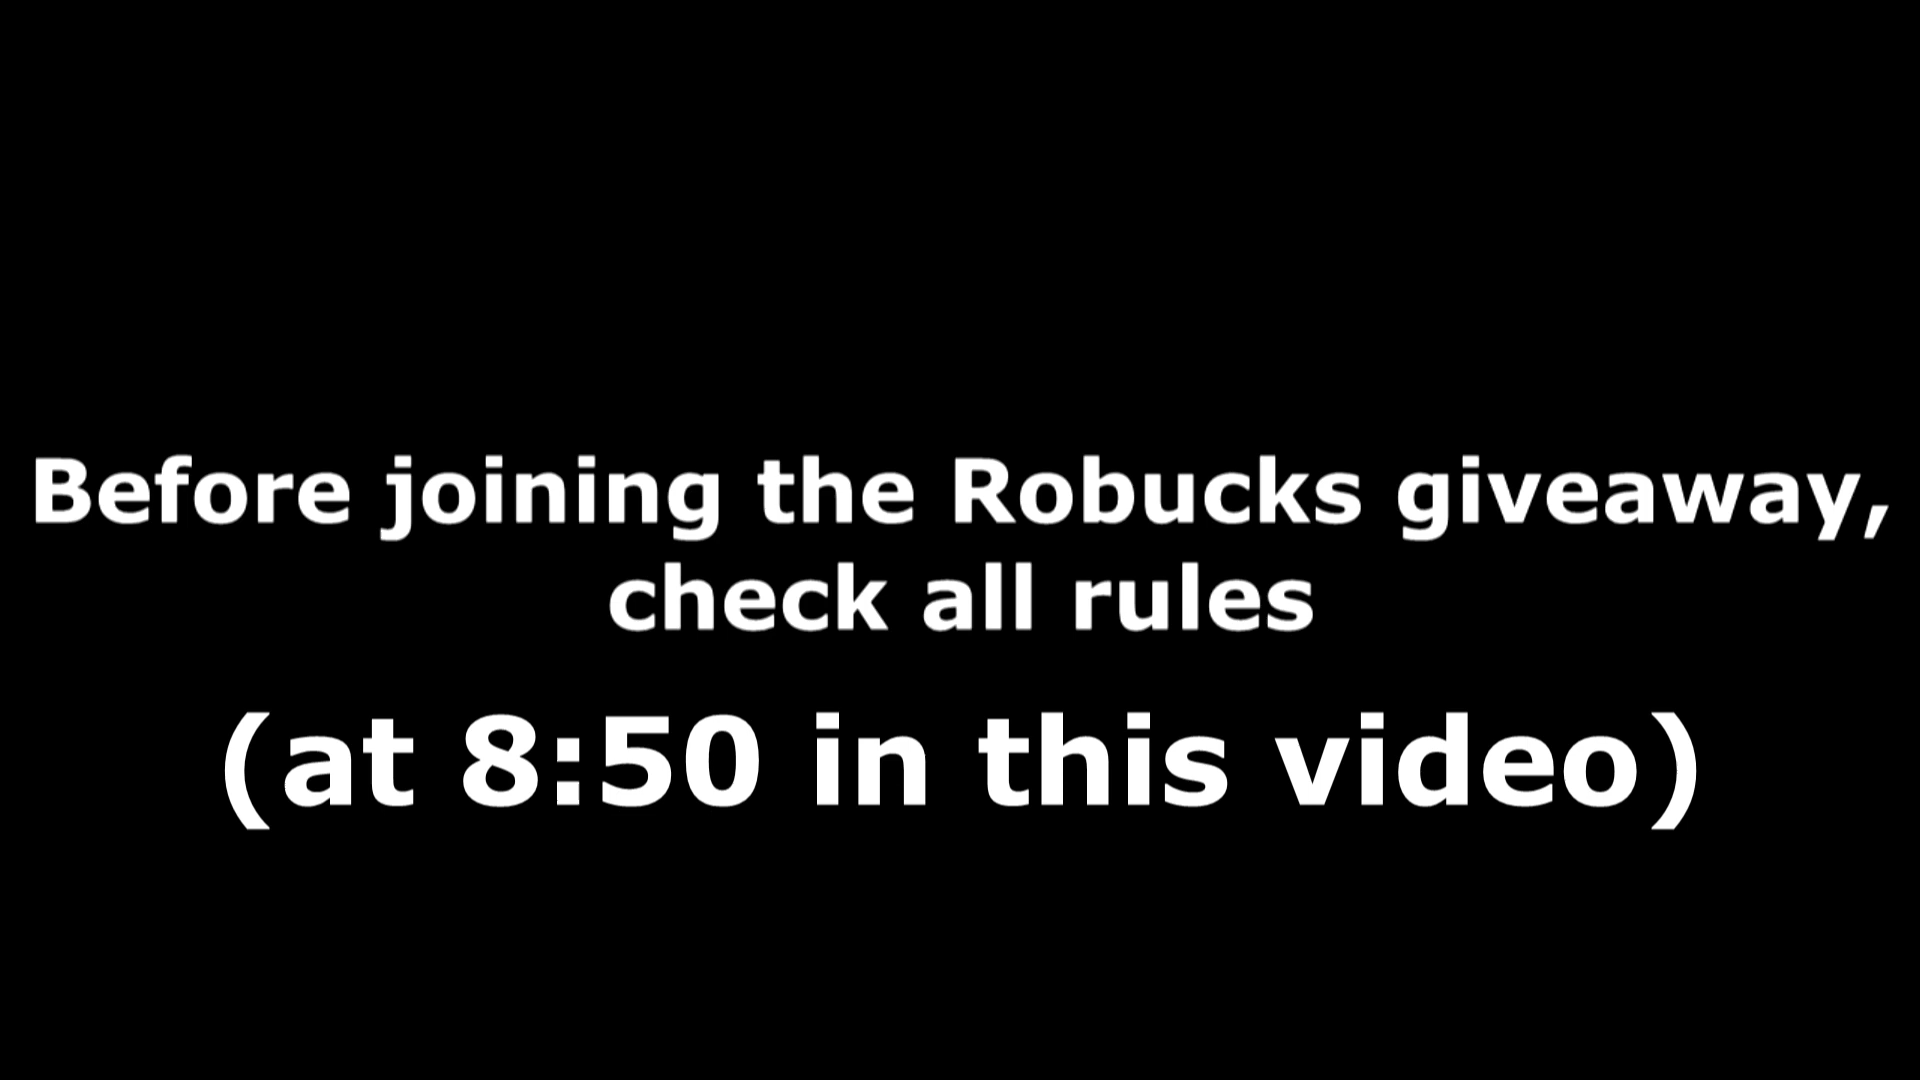 Before joining the Robucks giveaway,
check all rules
(at 8:50 in this video)